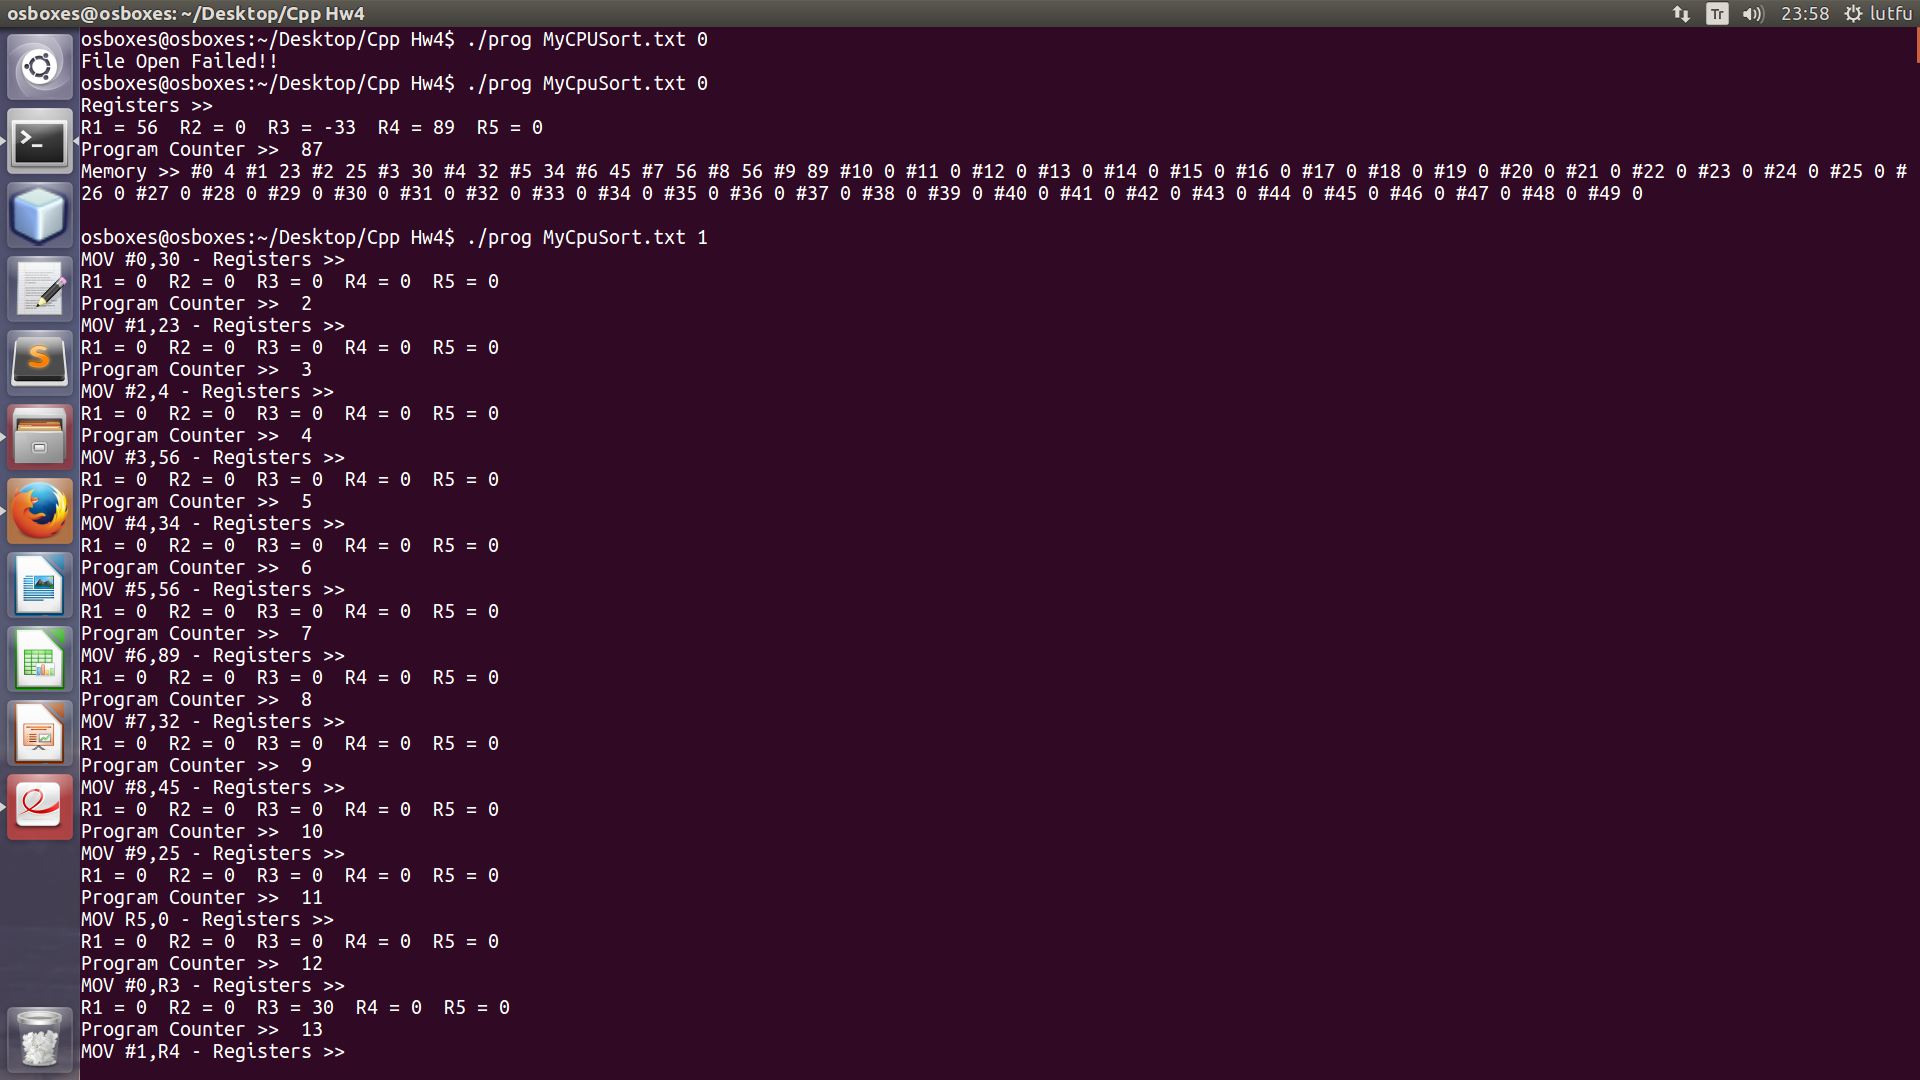 osboxes@osboxes: ~/Desktop/Cpp Hw4
Tr
23:58
lutfu
osboxes@osboxes:~/Desktop/Cpp Hw4$ ./prog MyCPUSort.txt 0
File Open Failed!!
osboxes@osboxes:~/Desktop/Cpp Hw4$ ./prog MyCpuSort.txt 0
Registers >>
R1 = 56  R2 = 0  R3 = -33  R4 = 89  R5 = 0
Program Counter >>  87
Memory >> #0 4 #1 23 #2 25 #3 30 #4 32 #5 34 #6 45 #7 56 #8 56 #9 89 #10 0 #11 0 #12 0 #13 0 #14 0 #15 0 #16 0 #17 0 #18 0 #19 0 #20 0 #21 0 #22 0 #23 0 #24 0 #25 0 #
26 0 #27 0 #28 0 #29 0 #30 0 #31 0 #32 0 #33 0 #34 0 #35 0 #36 0 #37 0 #38 0 #39 0 #40 0 #41 0 #42 0 #43 0 #44 0 #45 0 #46 0 #47 0 #48 0 #49 0
osboxes@osboxes:~/Desktop/Cpp Hw4$ ./prog MyCpuSort.txt 1
MOV #0,30 - Registers >>
R1 = 0  R2 = 0  R3 = 0  R4 = 0  R5 = 0
Program Counter >>  2
MOV #1,23 - Registers >>
R1 = 0  R2 = 0  R3 = 0  R4 = 0  R5 = 0
Program Counter >>  3
MOV #2,4 - Registers >>
R1 = 0  R2 = 0  R3 = 0  R4 = 0  R5 = 0
Program Counter >>  4
MOV #3,56 - Registers >>
R1 = 0  R2 = 0  R3 = 0  R4 = 0  R5 = 0
Program Counter >>  5
MOV #4,34 - Registers >>
R1 = 0  R2 = 0  R3 = 0  R4 = 0  R5 = 0
Program Counter >>  6
MOV #5,56 - Registers >>
R1 = 0  R2 = 0  R3 = 0  R4 = 0  R5 = 0
Program Counter >>  7
MOV #6,89 - Registers >>
R1 = 0  R2 = 0  R3 = 0  R4 = 0  R5 = 0
Program Counter >>  8
MOV #7,32 - Registers >>
R1 = 0  R2 = 0  R3 = 0  R4 = 0  R5 = 0
Program Counter >>  9
MOV #8,45 - Registers >>
R1 = 0  R2 = 0  R3 = 0  R4 = 0  R5 = 0
Program Counter >>  10
MOV #9,25 - Registers >>
R1 = 0  R2 = 0  R3 = 0  R4 = 0  R5 = 0
Program Counter >>  11
MOV R5,0 - Registers >>
R1 = 0  R2 = 0  R3 = 0  R4 = 0  R5 = 0
Program Counter >>  12
MOV #0,R3 - Registers >>
R1 = 0  R2 = 0  R3 = 30  R4 = 0  R5 = 0
Program Counter >>  13
MOV #1,R4 - Registers >>